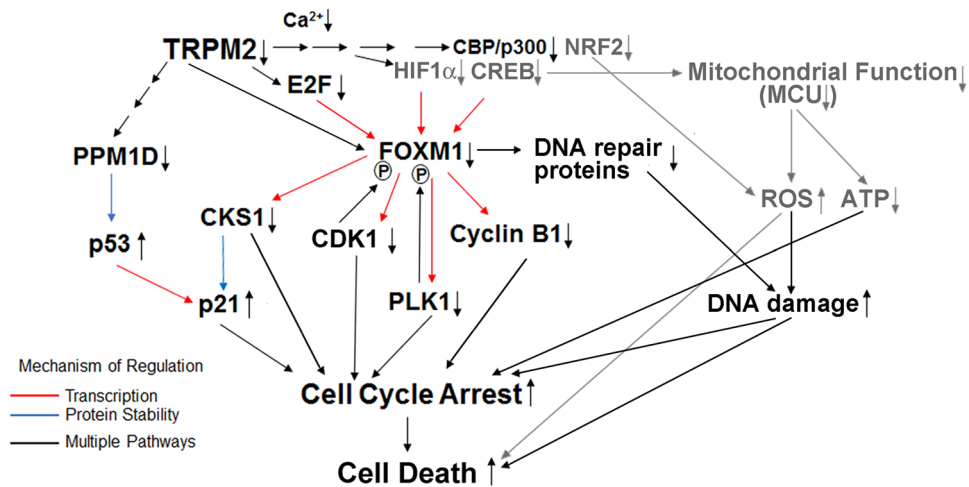 Ca²⁺↓
TRPM2↓
CBP/p300↓ NRF2↓
HIF1α↓ CREB↓
Mitochondrial Function↓
(MCU↓)
E2F↓
PPM1D↓
FOXM1↓
P P
DNA repair
proteins ↓
ROS↑ ATP↓
CKS1↓
CDK1↓
Cyclin B1↓
p53↑
p21↑
PLK1↓
DNA damage↑
Mechanism of Regulation
Transcription
Protein Stability
Multiple Pathways
Cell Cycle Arrest↑
Cell Death↑